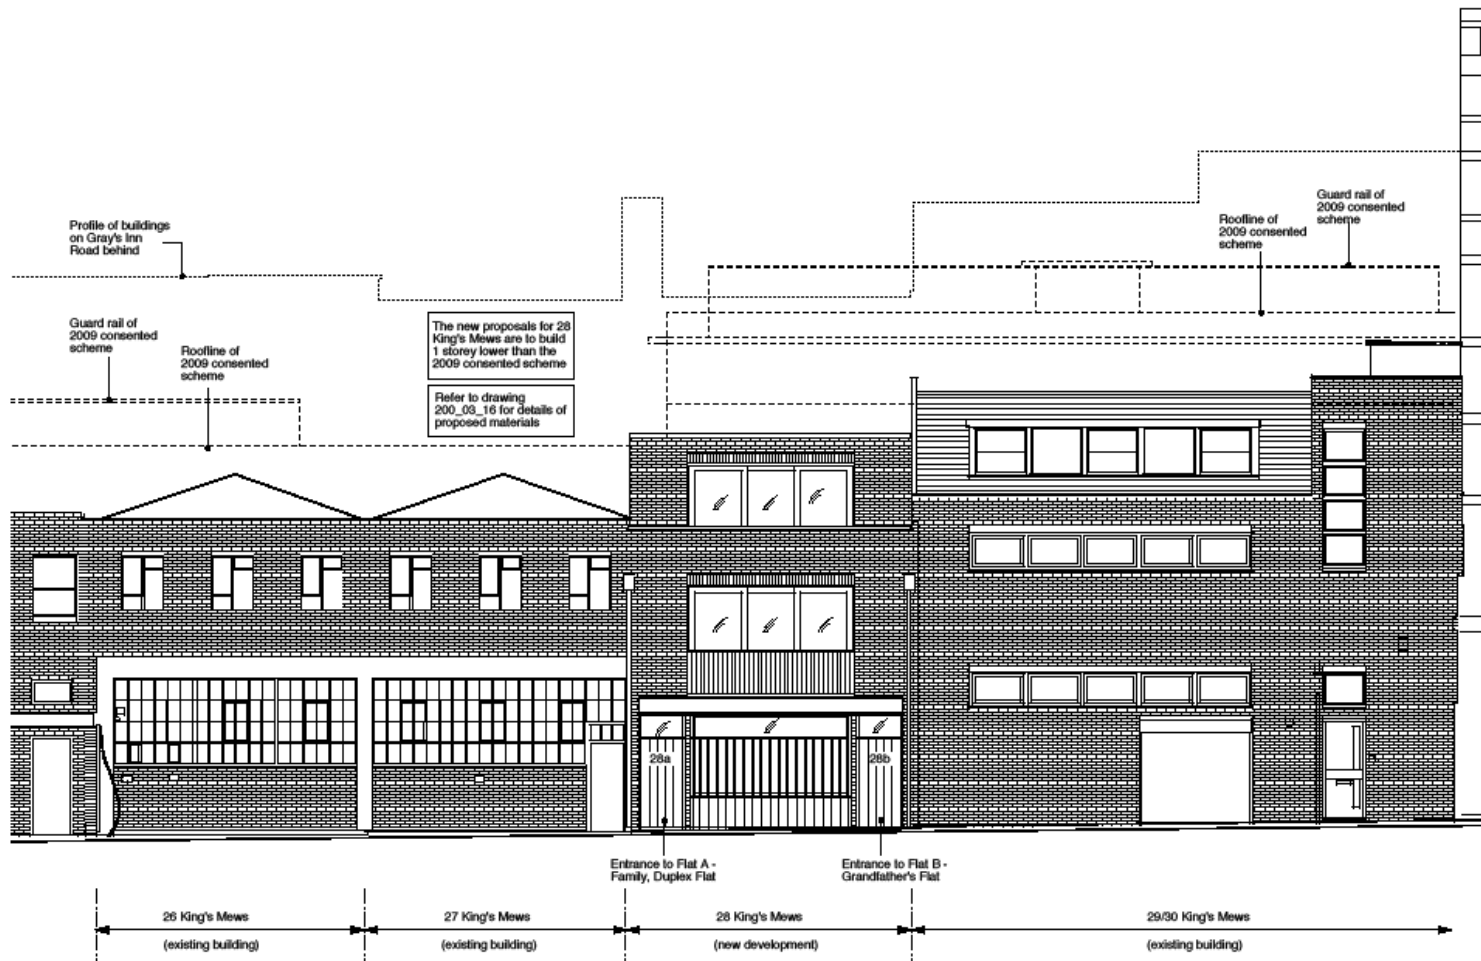 Profile of buildings
on Gray's Inn
Road behind
Guard rail of
2009 consented
scheme
Roofline of
2009 consented
scheme
Guard rail of
2009 consented
scheme
Roofline of
2009 consented
scheme
The new proposals for 28
King's Mews are to build
1 storey lower than the
2009 consented scheme
Refer to drawing
200_03_16 for details of
proposed materials
28a
28b
Entrance to Flat A -
Family, Duplex Flat
Entrance to Flat B -
Grandfather's Flat
26 King's Mews
(existing building)
27 King's Mews
(existing building)
28 King's Mews
(new development)
29/30 King's Mews
(existing building)